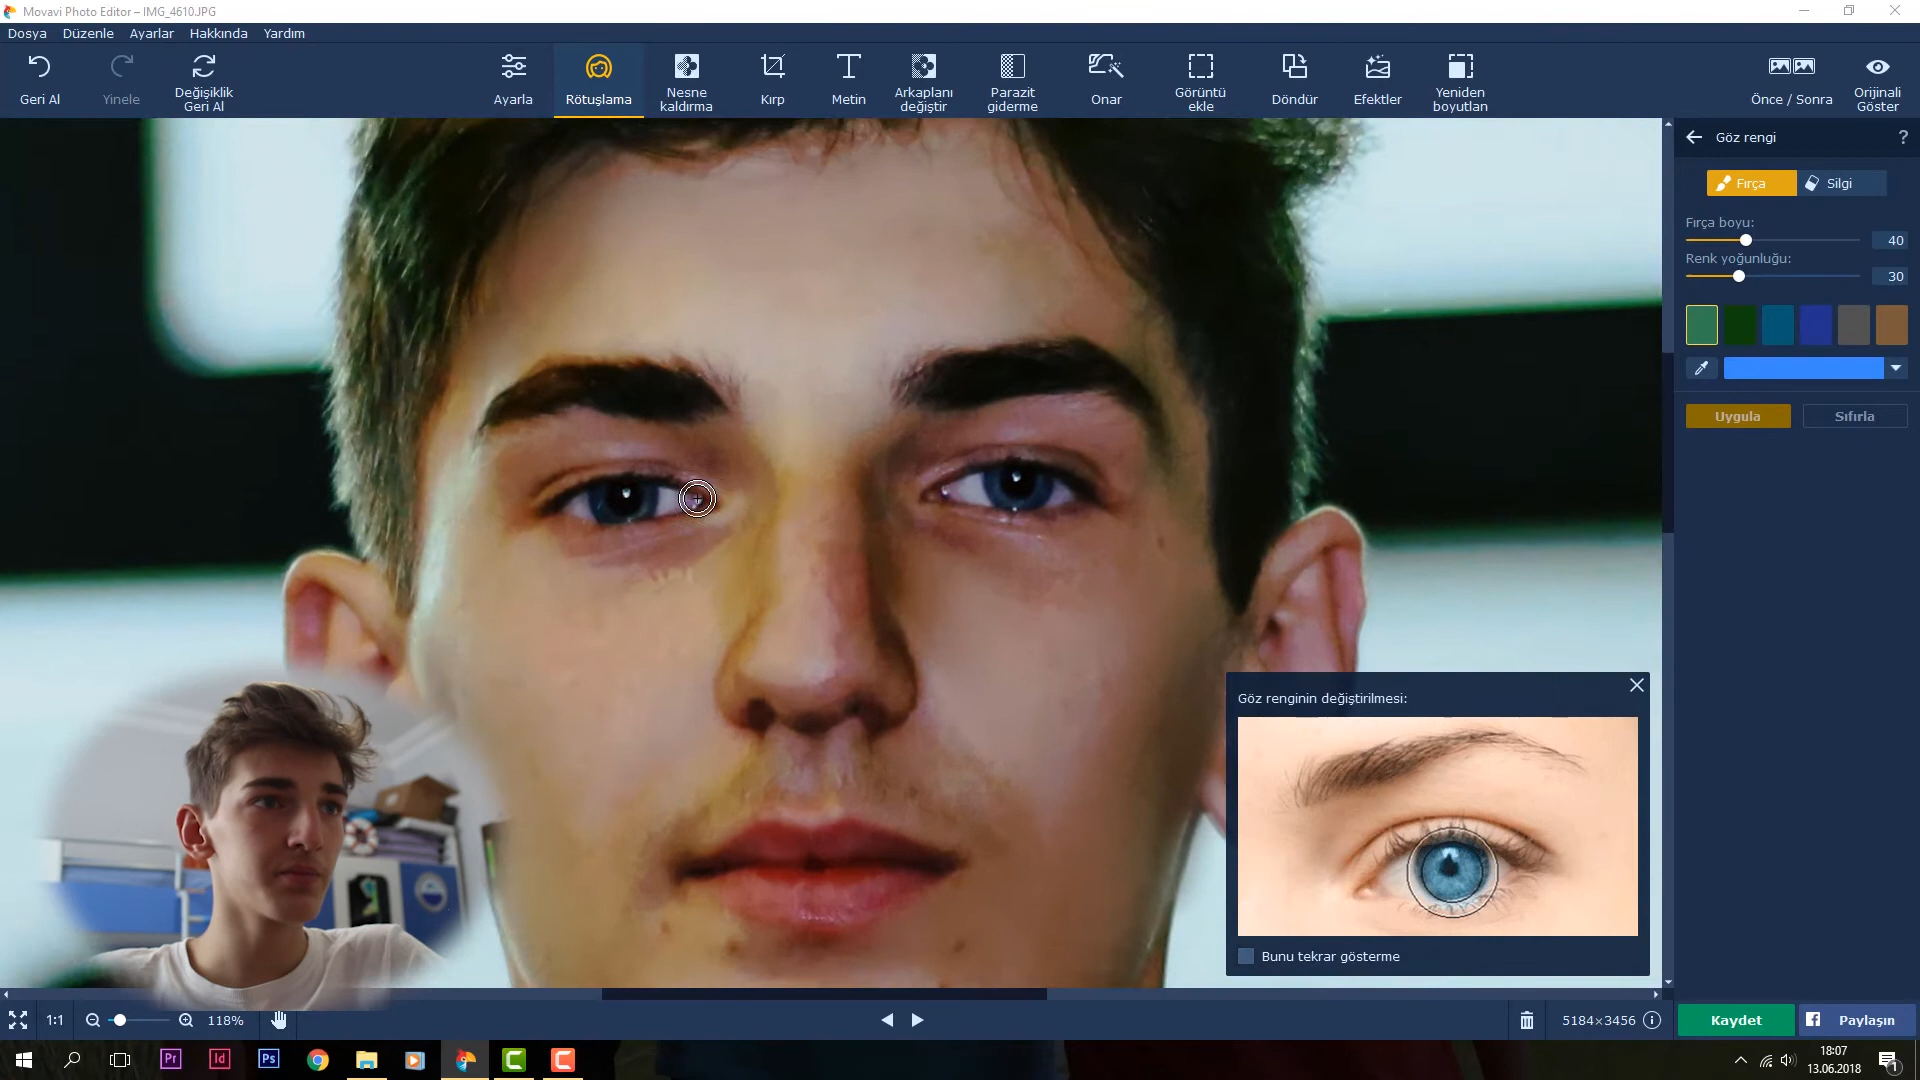 Movavi Photo Editor – IMG_4610.JPG
Dosya Düzenle Ayarlar Hakkında Yardım
Geri Al
Yinele
Değişiklik
Geri Al
Ayarla
Rötuşlama
Nesne
kaldırma
Kırp
Metin
Arkaplanı
değiştir
Parazit
giderme
Onar
Görüntü
ekle
Döndür
Efektler
Yeniden
boyutlan
Önce / Sonra
Orijinali
Göster
Göz rengi ?
Fırça Silgi
Fırça boyu:
40
Renk yoğunluğu:
30
Uygula Sıfırla
Göz renginin değiştirilmesi:
Bunu tekrar gösterme
1:1
118%
5184×3456
Kaydet
Paylaşın
Pr Id Ps
18:07
13.06.2018
1